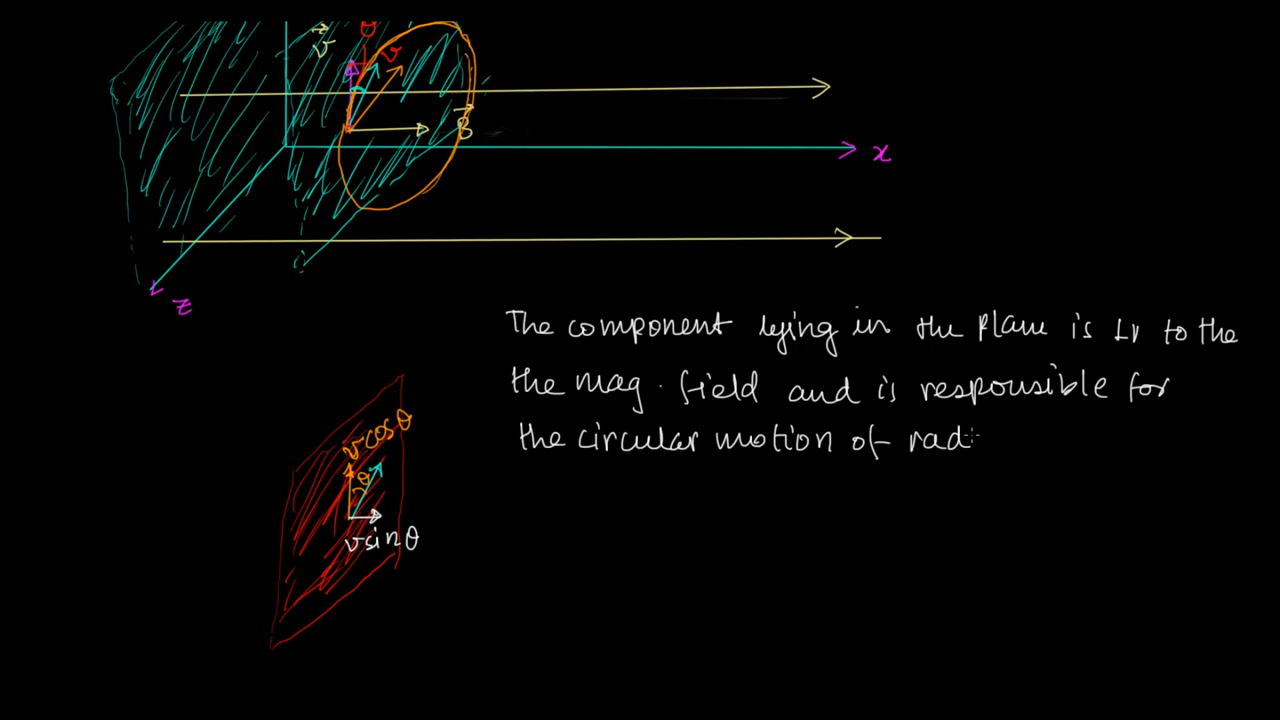 θ
v
v
B
x
z
The component lying in the plane is ⊥r to the
the mag. field and is responsible for
the circular motion of radi
v cos θ
θ
v sin θ